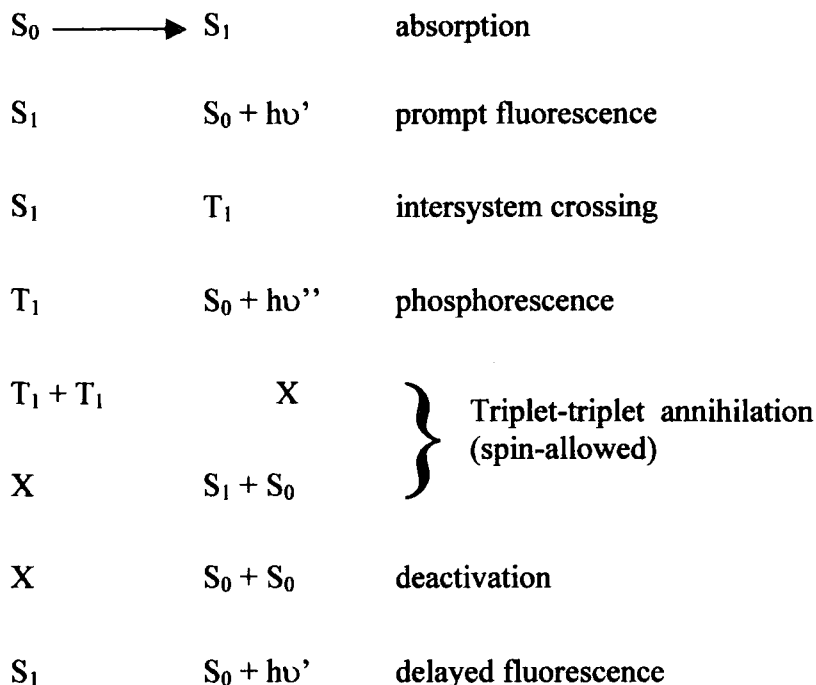 S₀ ⟶ S₁ absorption
S₁ S₀ + hυ’ prompt fluorescence
S₁ T₁ intersystem crossing
T₁ S₀ + hυ’’ phosphorescence
T₁ + T₁ X
Triplet-triplet annihilation
(spin-allowed)
X S₁ + S₀
X S₀ + S₀ deactivation
S₁ S₀ + hυ’ delayed fluorescence